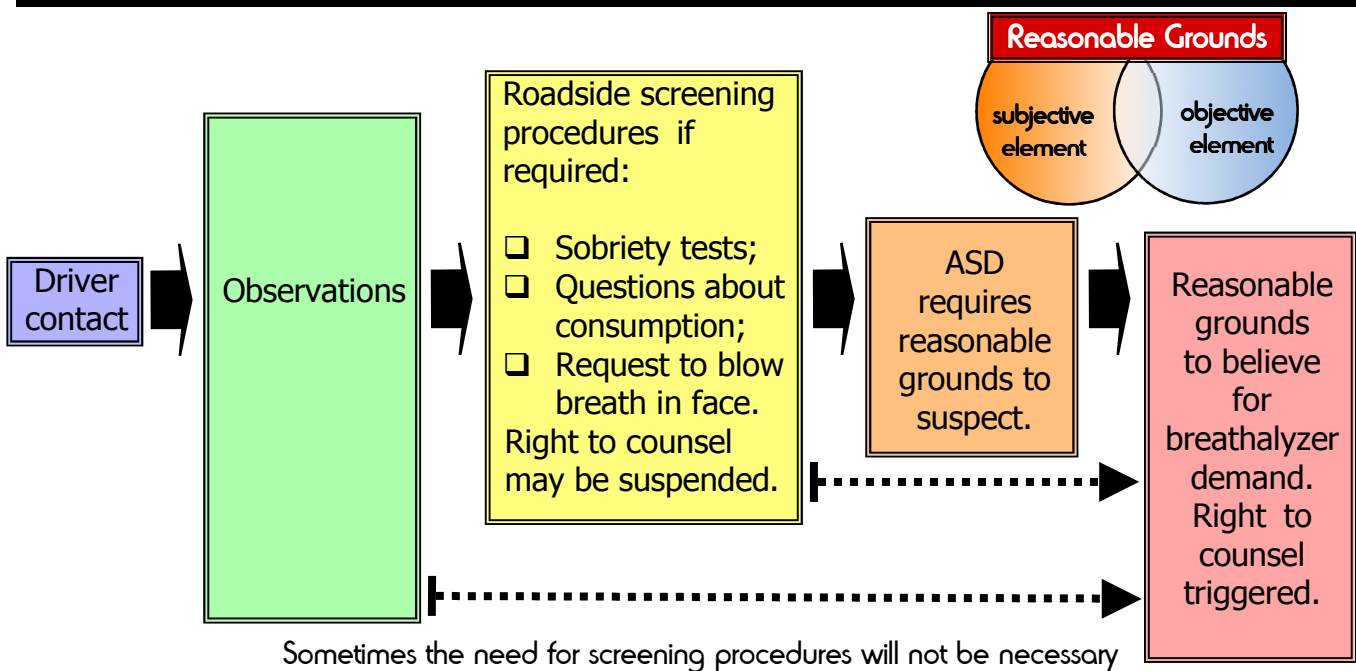 Reasonable Grounds
subjective
element
objective
element
Driver
contact
Observations
Roadside screening
procedures if
required:
❑ Sobriety tests;
❑ Questions about
consumption;
❑ Request to blow
breath in face.
Right to counsel
may be suspended.
ASD
requires
reasonable
grounds to
suspect.
Reasonable
grounds
to believe
for
breathalyzer
demand.
Right to
counsel
triggered.
Sometimes the need for screening procedures will not be necessary